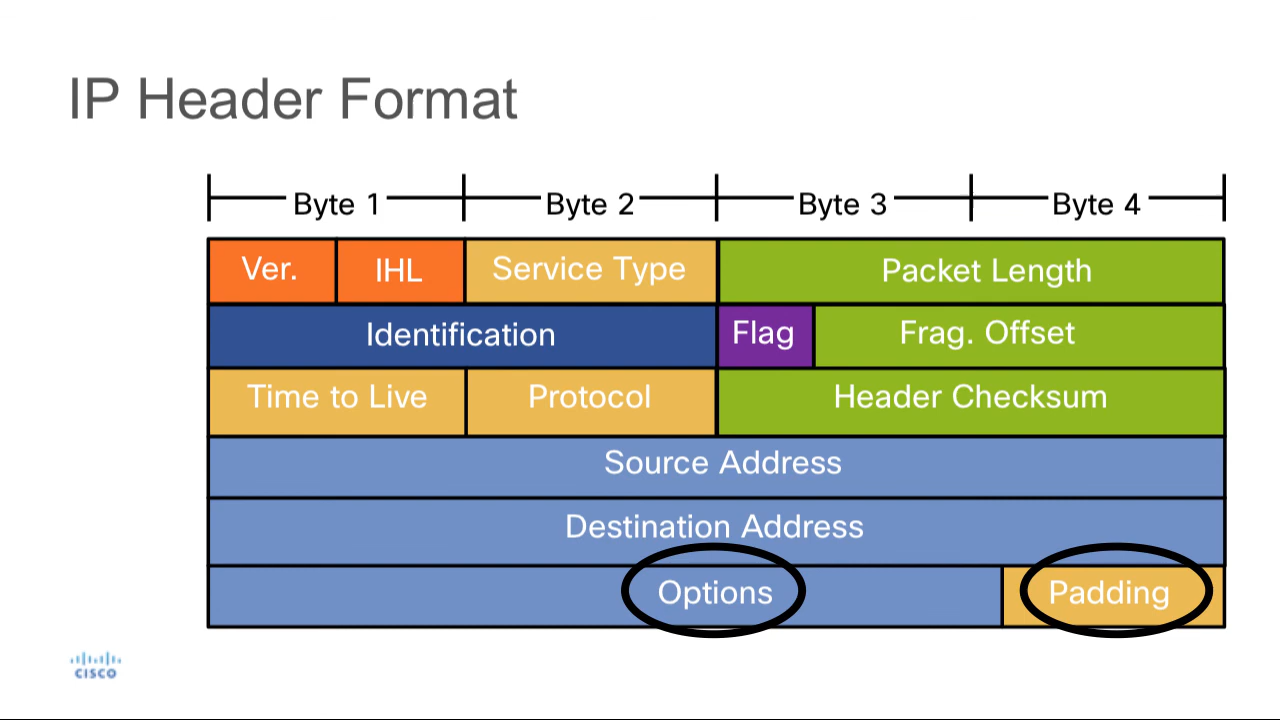 IP Header Format
Byte 1 Byte 2 Byte 3 Byte 4
Ver. IHL Service Type Packet Length
Identification Flag Frag. Offset
Time to Live Protocol Header Checksum
Source Address
Destination Address
Options Padding
CISCO